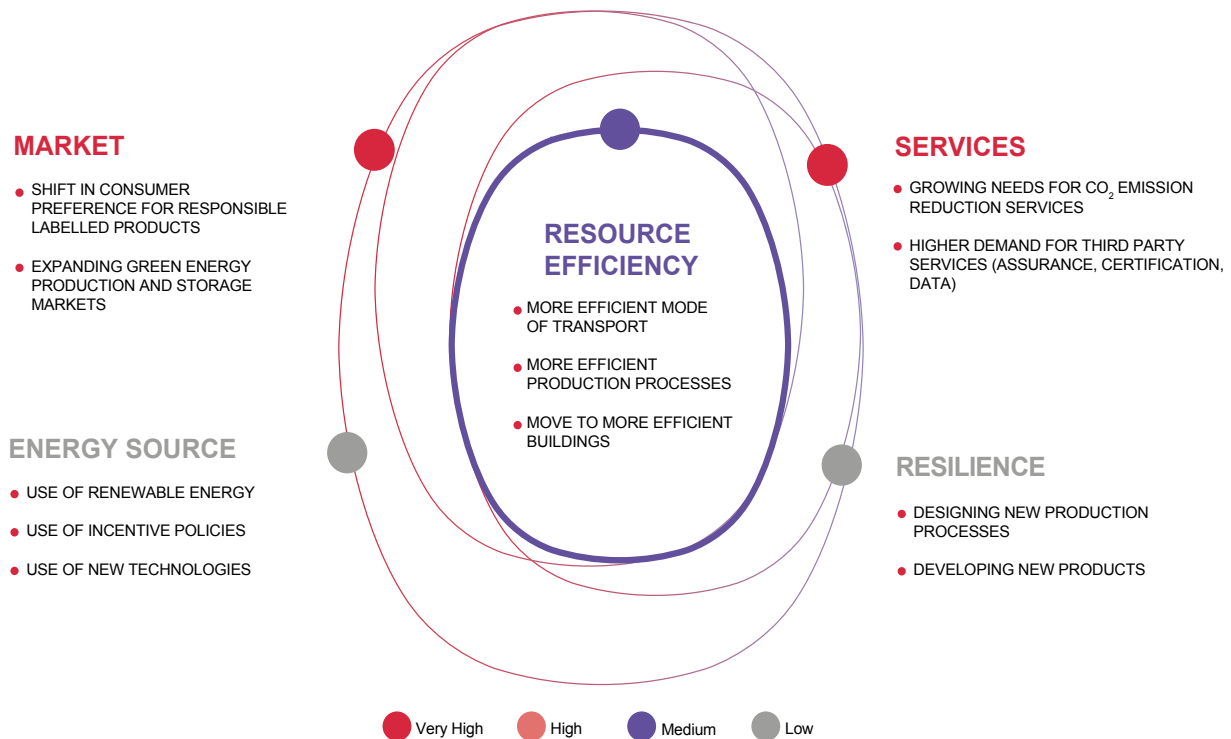 MARKET
SHIFT IN CONSUMER
PREFERENCE FOR RESPONSIBLE
LABELLED PRODUCTS
EXPANDING GREEN ENERGY
PRODUCTION AND STORAGE
MARKETS
ENERGY SOURCE
USE OF RENEWABLE ENERGY
USE OF INCENTIVE POLICIES
USE OF NEW TECHNOLOGIES
RESOURCE
EFFICIENCY
MORE EFFICIENT MODE
OF TRANSPORT
MORE EFFICIENT
PRODUCTION PROCESSES
MOVE TO MORE EFFICIENT
BUILDINGS
SERVICES
GROWING NEEDS FOR CO₂ EMISSION
REDUCTION SERVICES
HIGHER DEMAND FOR THIRD PARTY
SERVICES (ASSURANCE, CERTIFICATION,
DATA)
RESILIENCE
DESIGNING NEW PRODUCTION
PROCESSES
DEVELOPING NEW PRODUCTS
Very High High Medium Low